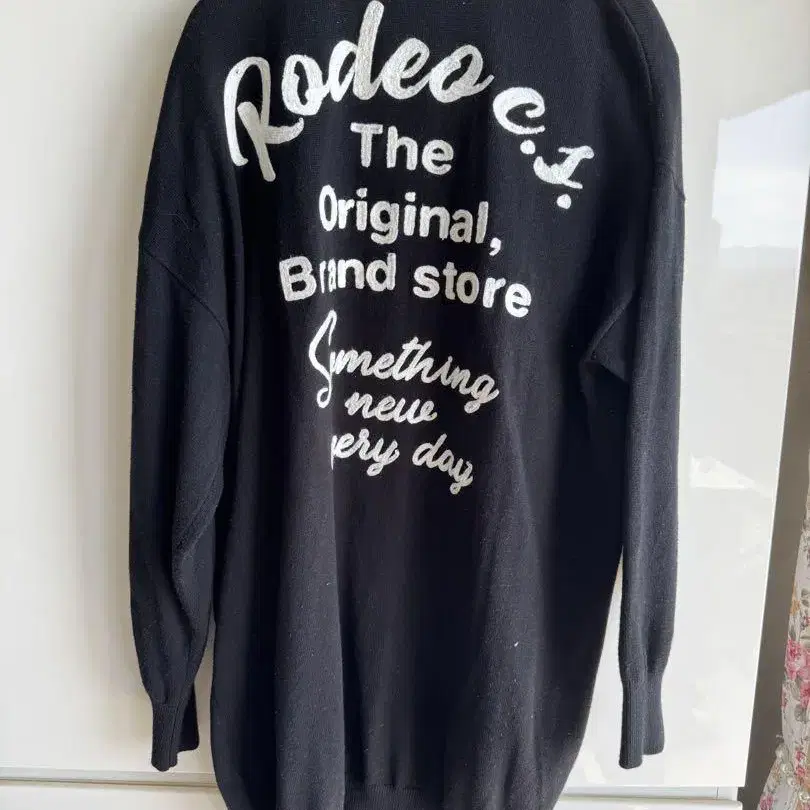 Rodeo c.J.
The
Original,
Brand store
Something
new
every day